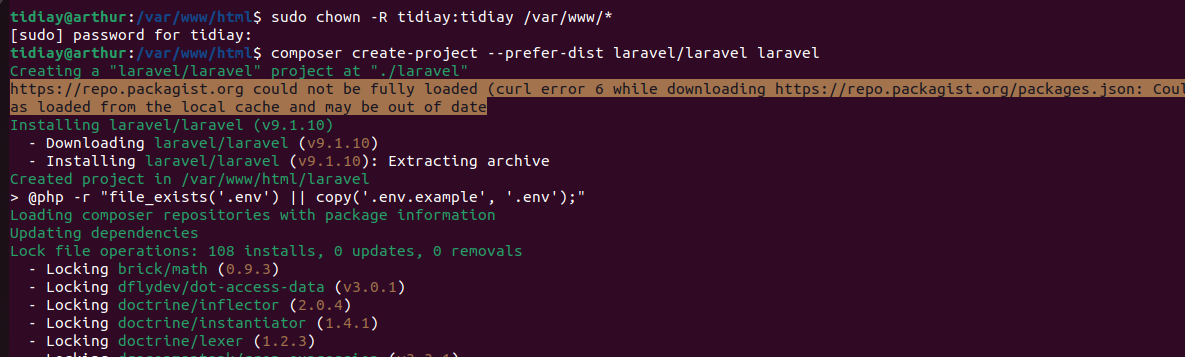 tidiay@arthur:/var/www/html$ sudo chown -R tidiay:tidiay /var/www/*
[sudo] password for tidiay:
tidiay@arthur:/var/www/html$ composer create-project --prefer-dist laravel/laravel laravel
Creating a "laravel/laravel" project at "./laravel"
https://repo.packagist.org could not be fully loaded (curl error 6 while downloading https://repo.packagist.org/packages.json: Coul
as loaded from the local cache and may be out of date
Installing laravel/laravel (v9.1.10)
- Downloading laravel/laravel (v9.1.10)
- Installing laravel/laravel (v9.1.10): Extracting archive
Created project in /var/www/html/laravel
> @php -r "file_exists('.env') || copy('.env.example', '.env');"
Loading composer repositories with package information
Updating dependencies
Lock file operations: 108 installs, 0 updates, 0 removals
- Locking brick/math (0.9.3)
- Locking dflydev/dot-access-data (v3.0.1)
- Locking doctrine/inflector (2.0.4)
- Locking doctrine/instantiator (1.4.1)
- Locking doctrine/lexer (1.2.3)
- Locking